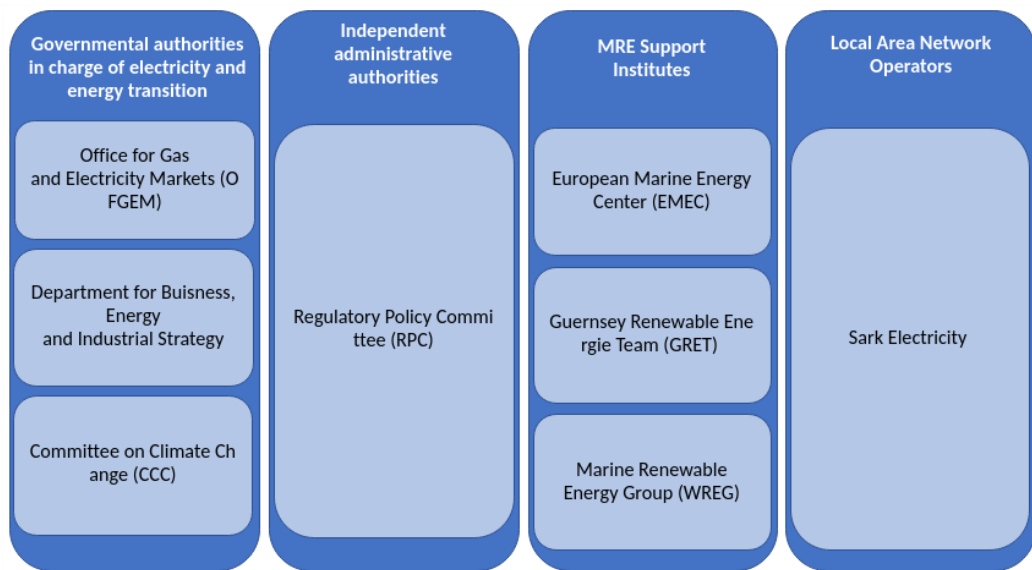 Governmental authorities
in charge of electricity and
energy transition
Office for Gas
and Electricity Markets (O
FGEM)
Department for Buisness,
Energy
and Industrial Strategy
Committee on Climate Ch
ange (CCC)
Independent
administrative
authorities
Regulatory Policy Commi
ttee (RPC)
MRE Support
Institutes
European Marine Energy
Center (EMEC)
Guernsey Renewable Ene
rgie Team (GRET)
Marine Renewable
Energy Group (WREG)
Local Area Network
Operators
Sark Electricity